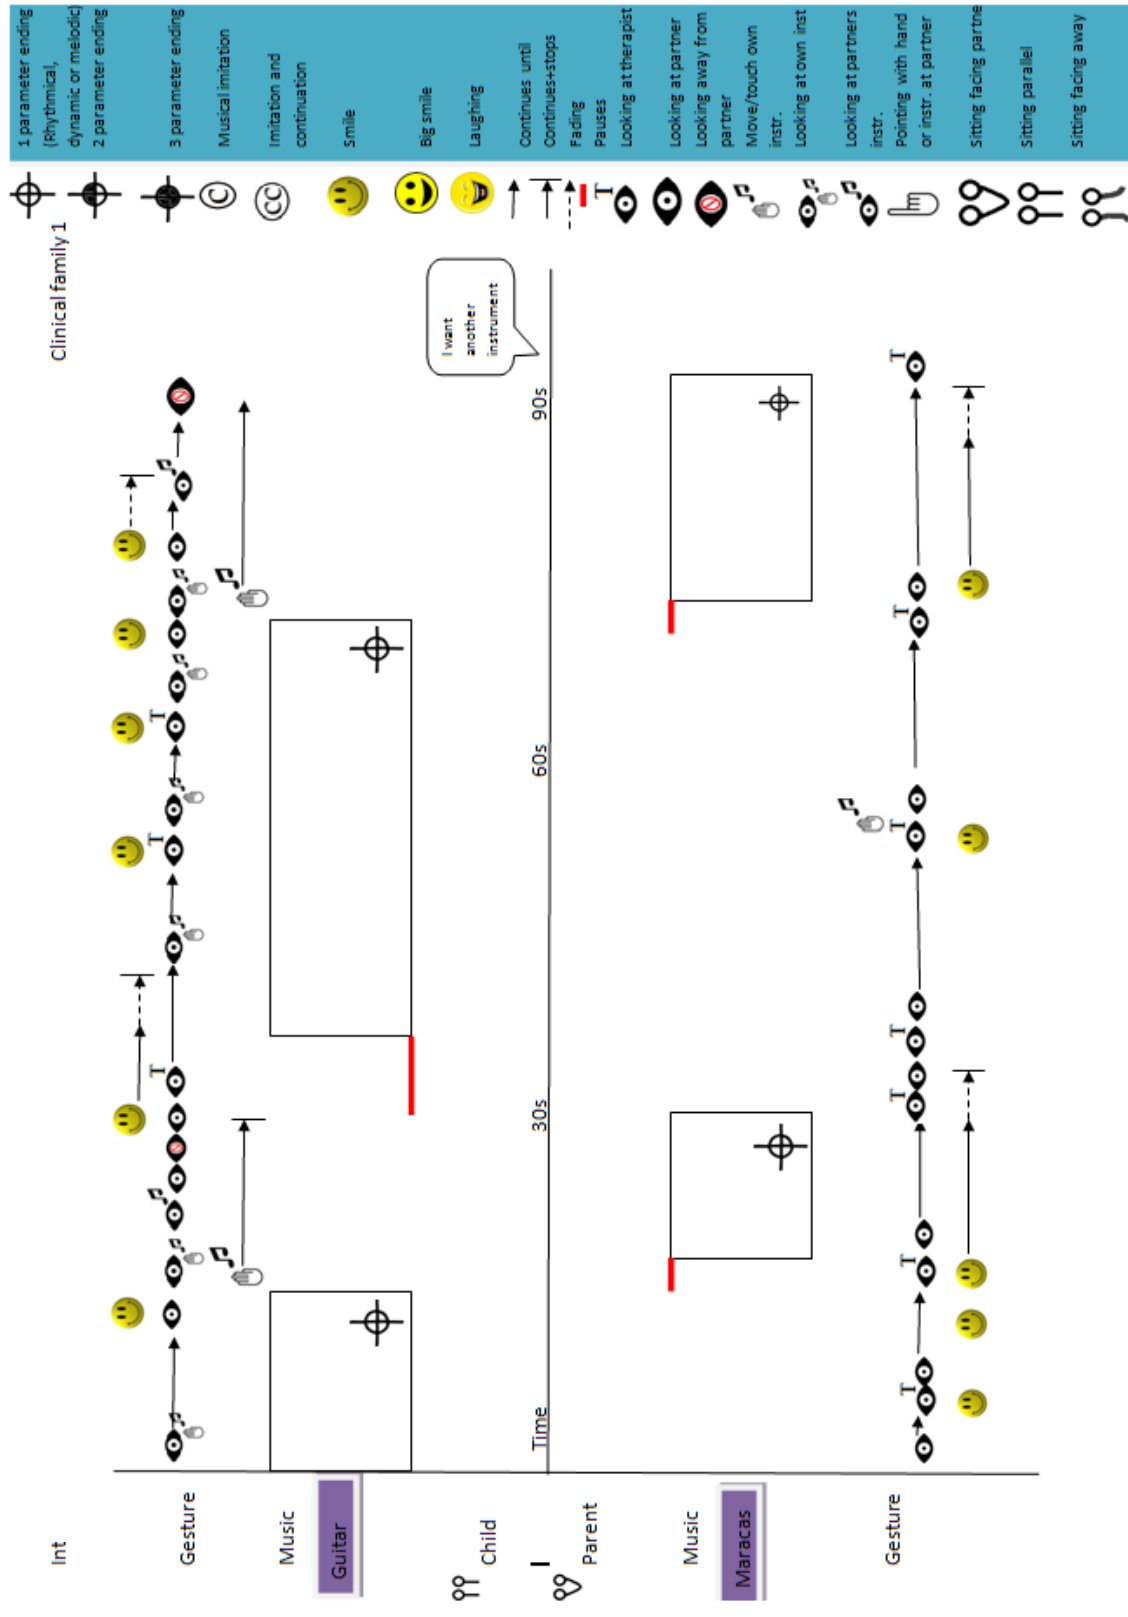 Clinical family 1
Int
Gesture
Music
Guitar
Child
I
Parent
Music
Maracas
Gesture
Time
30s
60s
90s
I want
another
instrument
T
T
T
T
T
T
T
T
T
T
1 parameter ending
(Rhythmical,
dynamic or melodic)
2 parameter ending
3 parameter ending
© Musical imitation
CC Imitation and
continuation
Smile
Big smile
Laughing
Continues until
Continues+stops
Fading
Pauses
T Looking at therapist
Looking at partner
Looking away from
partner
Move/touch own
instr.
Looking at own inst
Looking at partners
instr.
Pointing with hand
or instr. at partner
Sitting facing partne
Sitting parallel
Sitting facing away